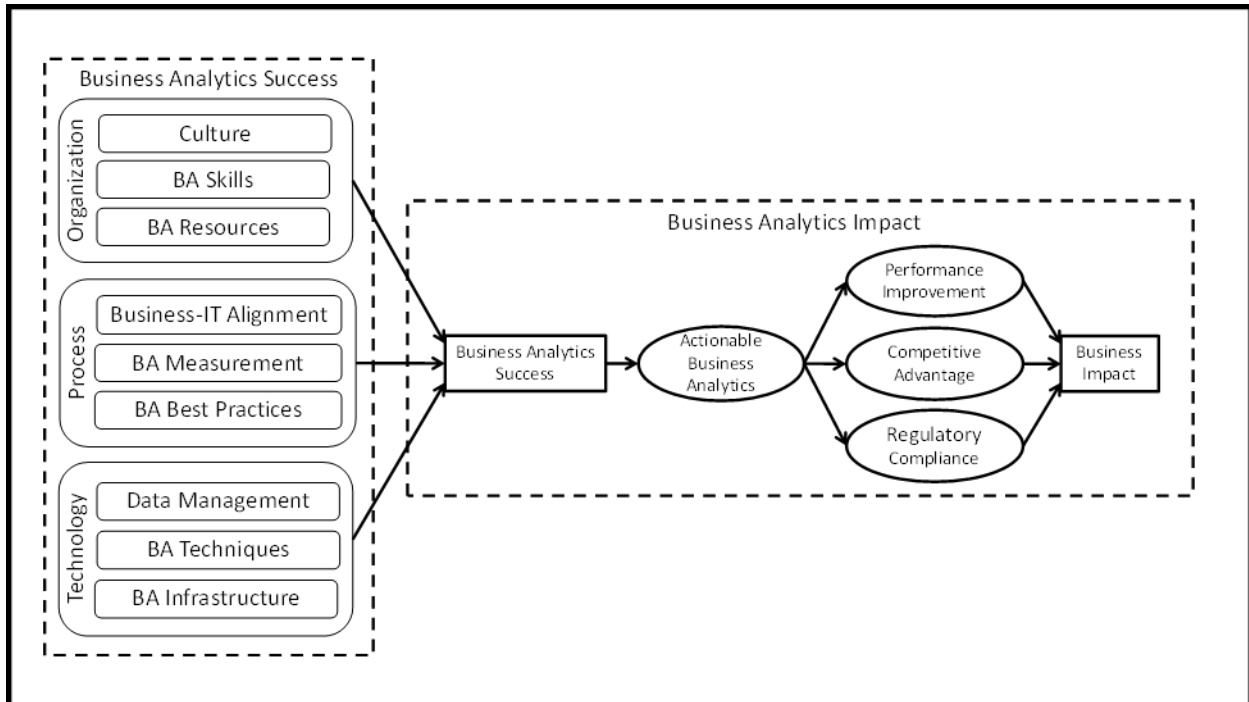 Business Analytics Success
Organization
Culture
BA Skills
BA Resources
Process
Business-IT Alignment
BA Measurement
BA Best Practices
Technology
Data Management
BA Techniques
BA Infrastructure
Business Analytics Impact
Business Analytics
Success
Actionable
Business
Analytics
Performance
Improvement
Competitive
Advantage
Regulatory
Compliance
Business
Impact